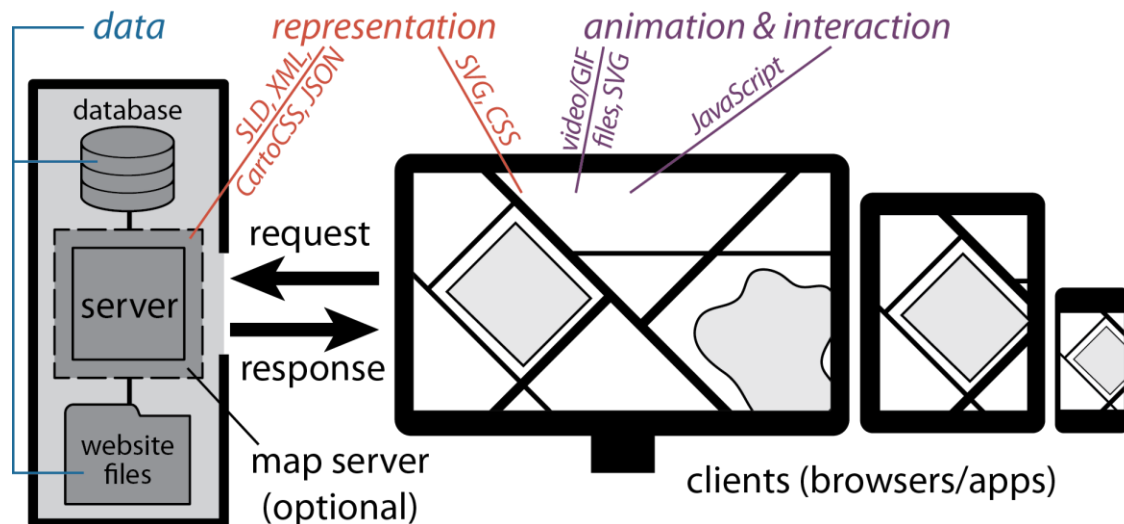 data
representation
animation & interaction
SLD, XML,
CartoCSS, JSON
SVG, CSS
video/GIF
files, SVG
JavaScript
database
server
website
files
request
response
map server
(optional)
clients (browsers/apps)